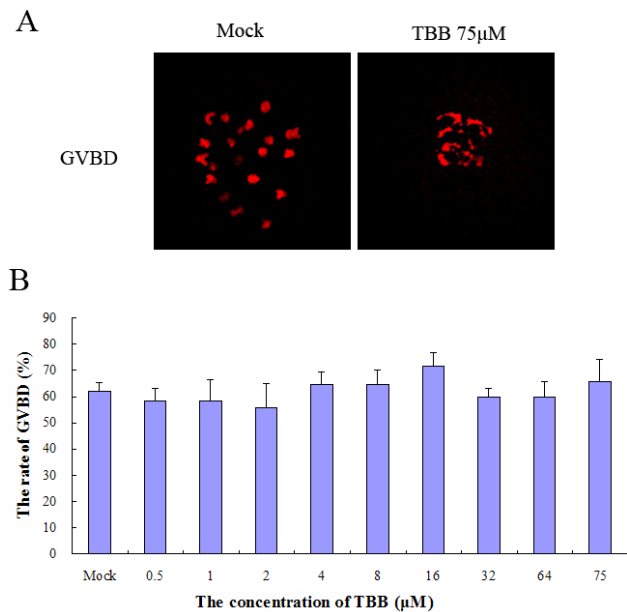 A
Mock TBB 75μM
GVBD
B
The rate of GVBD (%)
90
80
70
60
50
40
30
20
10
0
Mock 0.5 1 2 4 8 16 32 64 75
The concentration of TBB (μM)